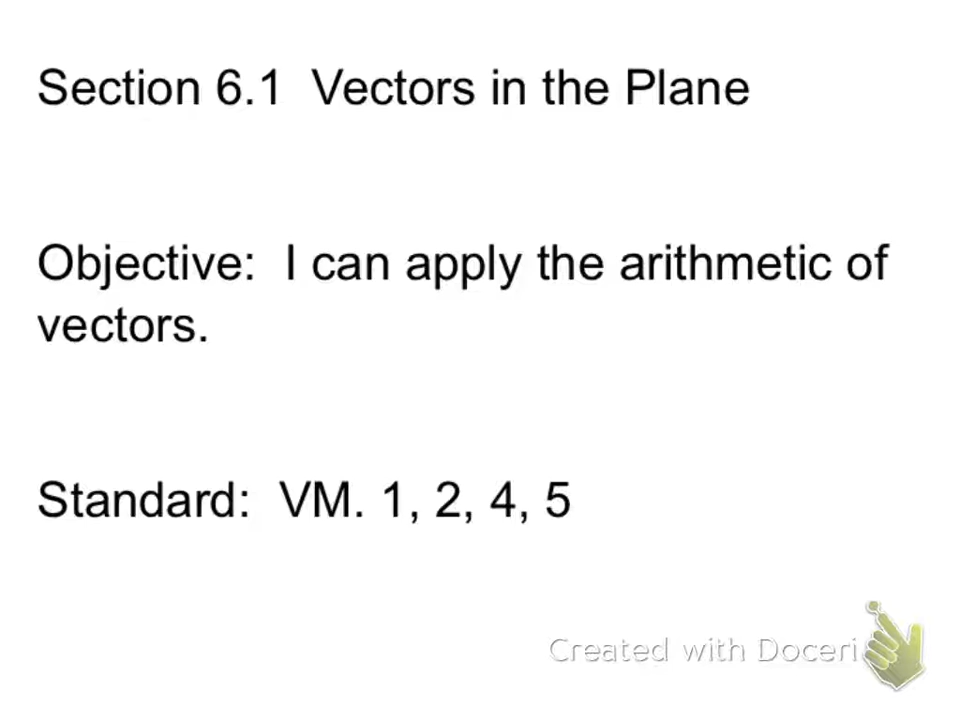 Section 6.1  Vectors in the Plane
Objective:  I can apply the arithmetic of
vectors.
Standard:  VM. 1, 2, 4, 5
Created with Doceri